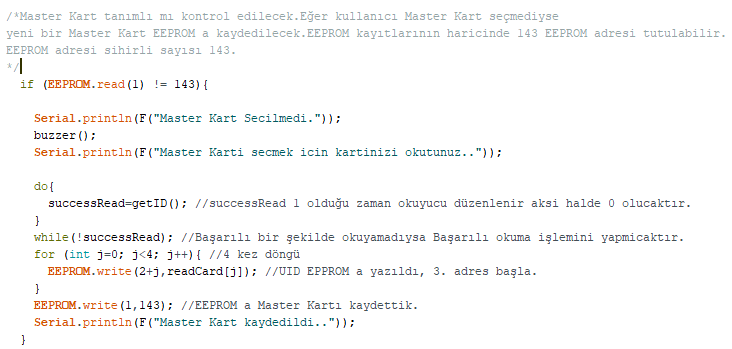 /*Master Kart tanımlı mı kontrol edilecek.Eğer kullanıcı Master Kart seçmediyse
yeni bir Master Kart EEPROM a kaydedilecek.EEPROM kayıtlarının haricinde 143 EEPROM adresi tutulabilir.
EEPROM adresi sihirli sayısı 143.
*/
if (EEPROM.read(1) != 143){
Serial.println(F("Master Kart Secilmedi."));
buzzer();
Serial.println(F("Master Karti secmek icin kartinizi okutunuz.."));
do{
successRead=getID(); //successRead 1 olduğu zaman okuyucu düzenlenir aksi halde 0 olucaktır.
}
while(!successRead); //Başarılı bir şekilde okuyamadıysa Başarılı okuma işlemini yapmicaktır.
for (int j=0; j<4; j++){ //4 kez döngü
EEPROM.write(2+j,readCard[j]); //UID EPPROM a yazıldı, 3. adres başla.
}
EEPROM.write(1,143); //EEPROM a Master Kartı kaydettik.
Serial.println(F("Master Kart kaydedildi.."));
}